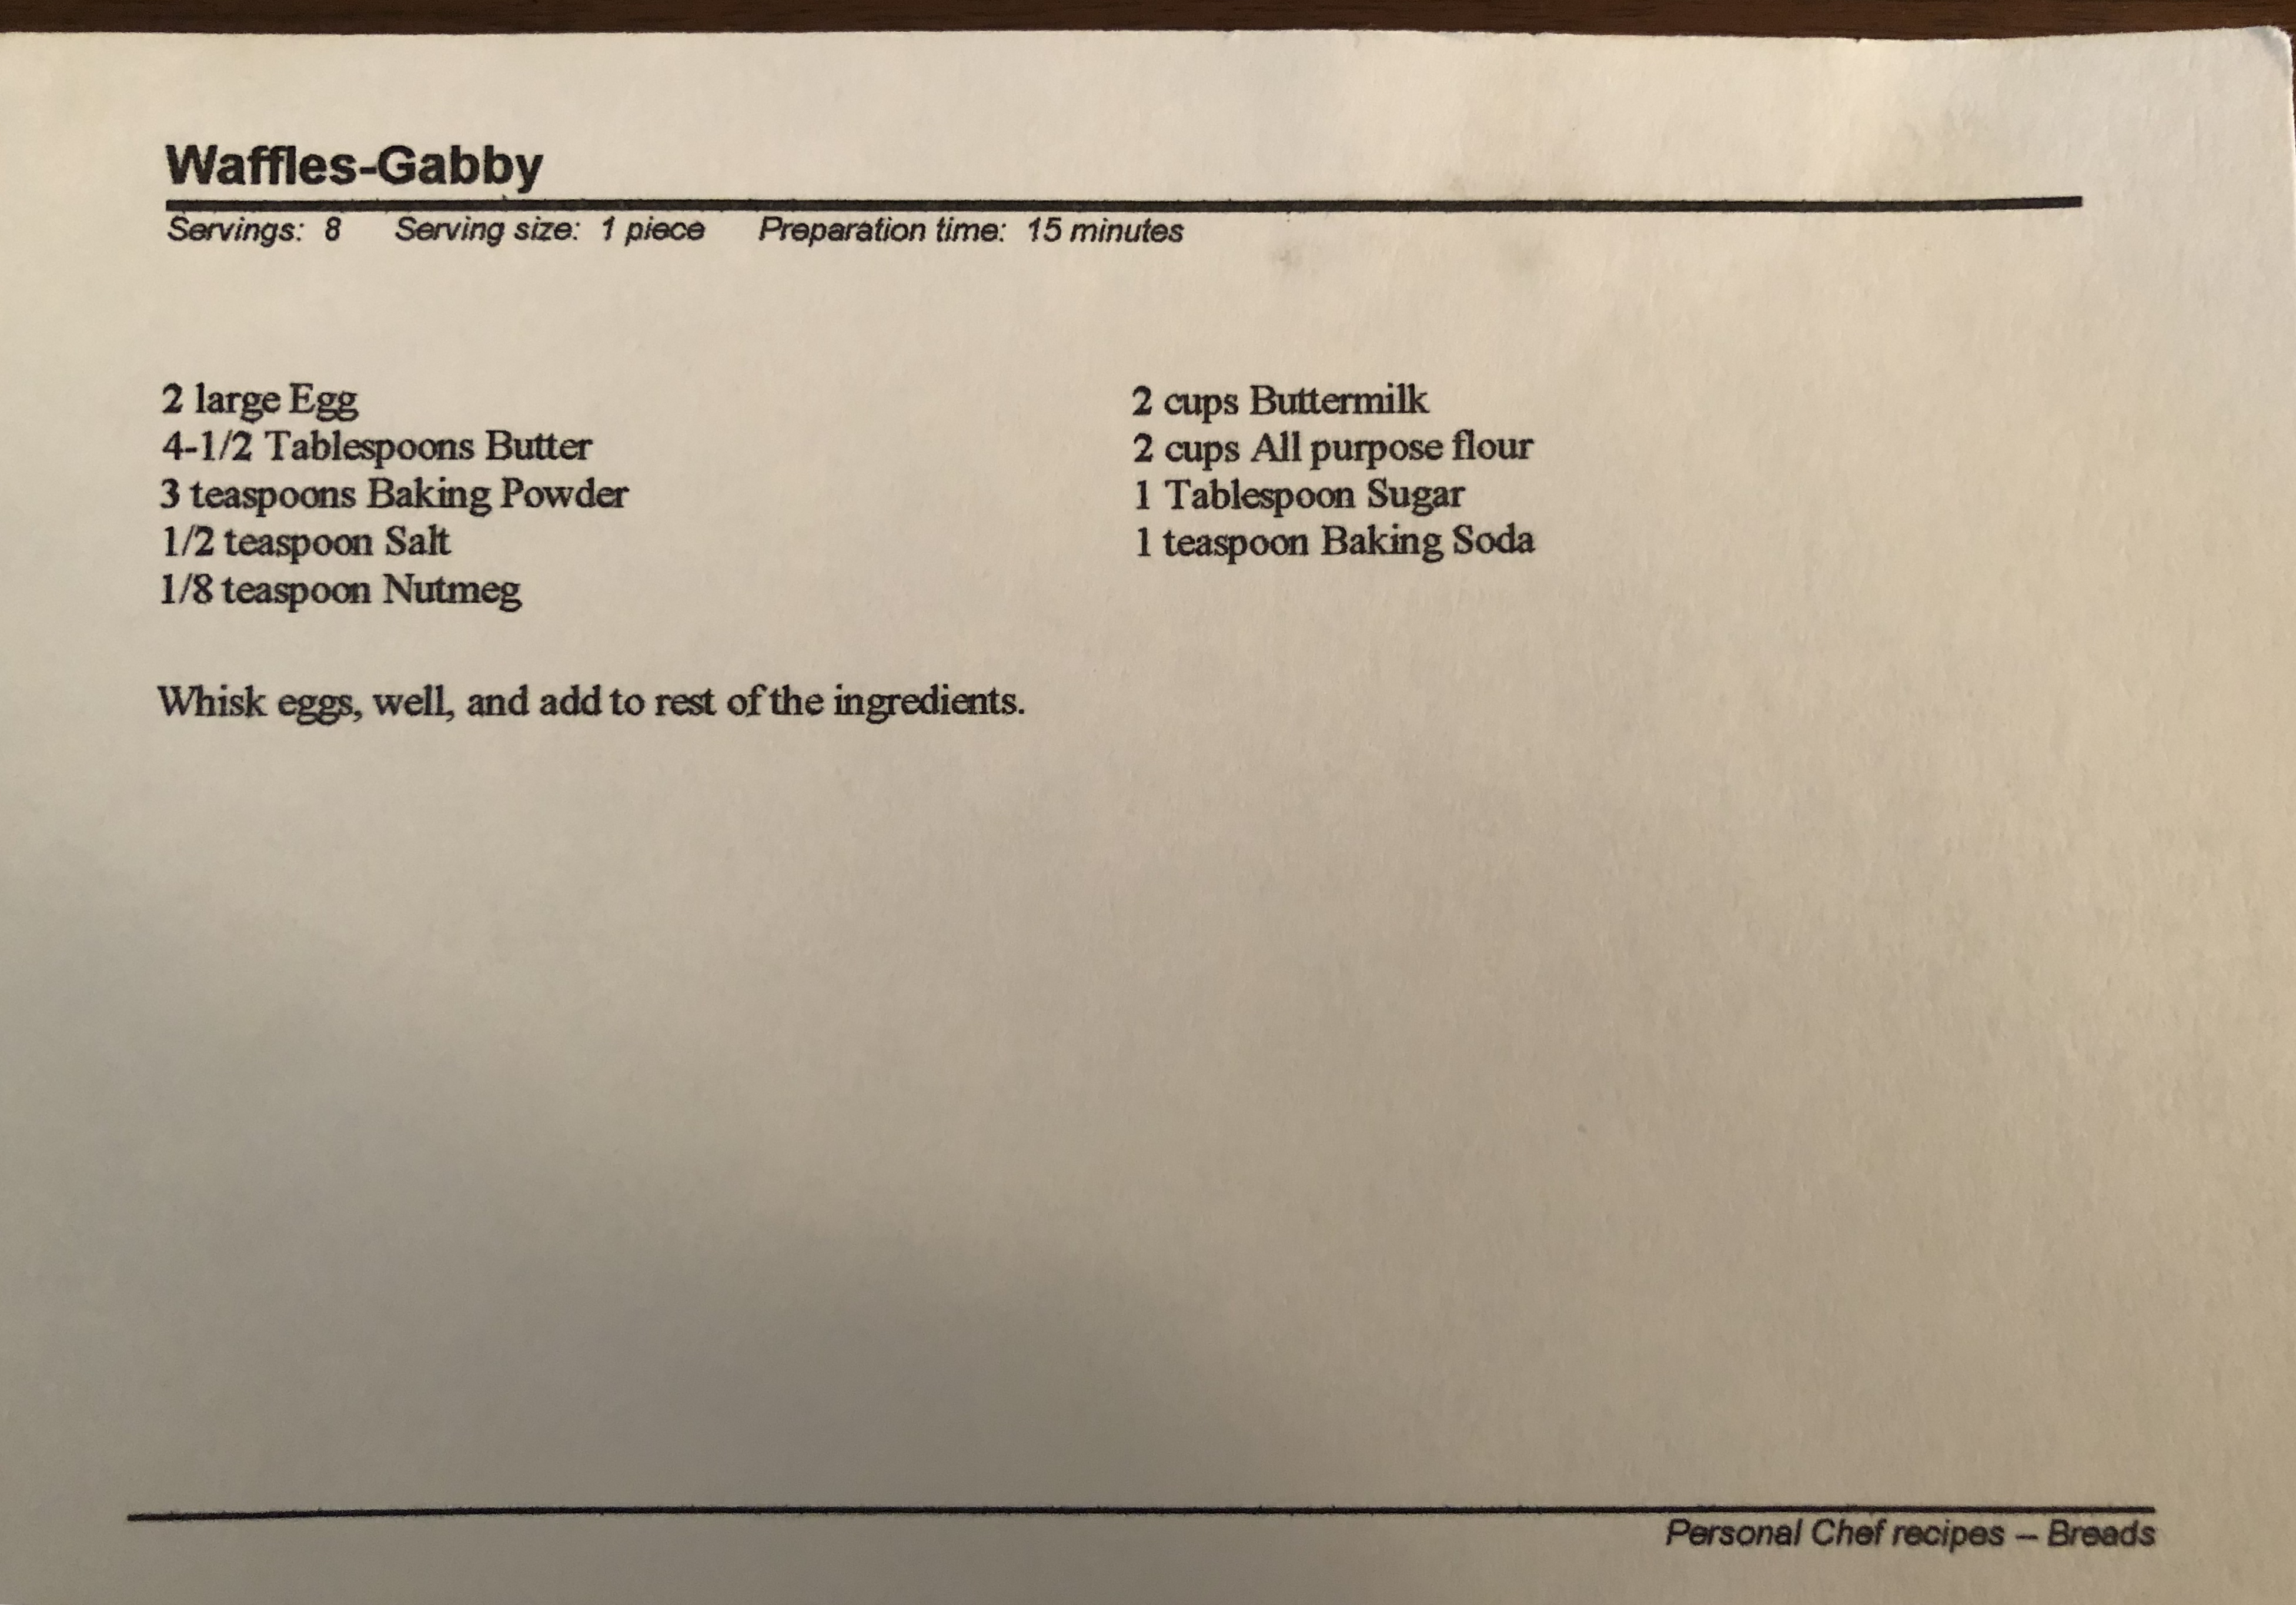 Waffles-Gabby
Servings: 8 Serving size: 1 piece Preparation time: 15 minutes
2 large Egg
4-1/2 Tablespoons Butter
3 teaspoons Baking Powder
1/2 teaspoon Salt
1/8 teaspoon Nutmeg
2 cups Buttermilk
2 cups All purpose flour
1 Tablespoon Sugar
1 teaspoon Baking Soda
Whisk eggs, well, and add to rest of the ingredients.
Personal Chef recipes – Breads